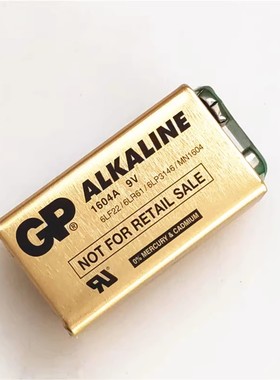 GP®
ALKALINE
1604A 9V
6LF22/6LR61/6LP3146/MN1604
NOT FOR RETAIL SALE
0% MERCURY & CADMIUM